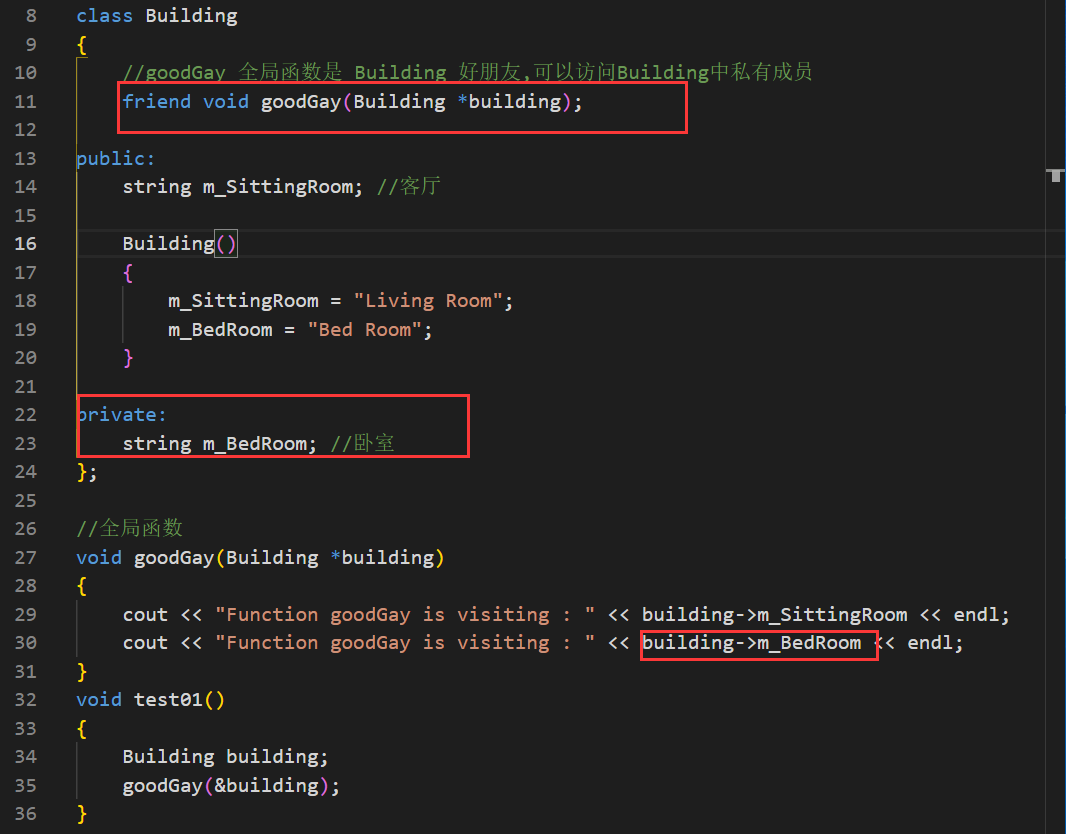 8 class Building
9 {
10 //goodGay 全局函数是 Building 好朋友,可以访问Building中私有成员
11 friend void goodGay(Building *building);
12
13 public:
14 string m_SittingRoom; //客厅
15
16 Building()
17 {
18 m_SittingRoom = "Living Room";
19 m_BedRoom = "Bed Room";
20 }
21
22 private:
23 string m_BedRoom; //卧室
24 };
25
26 //全局函数
27 void goodGay(Building *building)
28 {
29 cout << "Function goodGay is visiting : " << building->m_SittingRoom << endl;
30 cout << "Function goodGay is visiting : " << building->m_BedRoom << endl;
31 }
32 void test01()
33 {
34 Building building;
35 goodGay(&building);
36 }